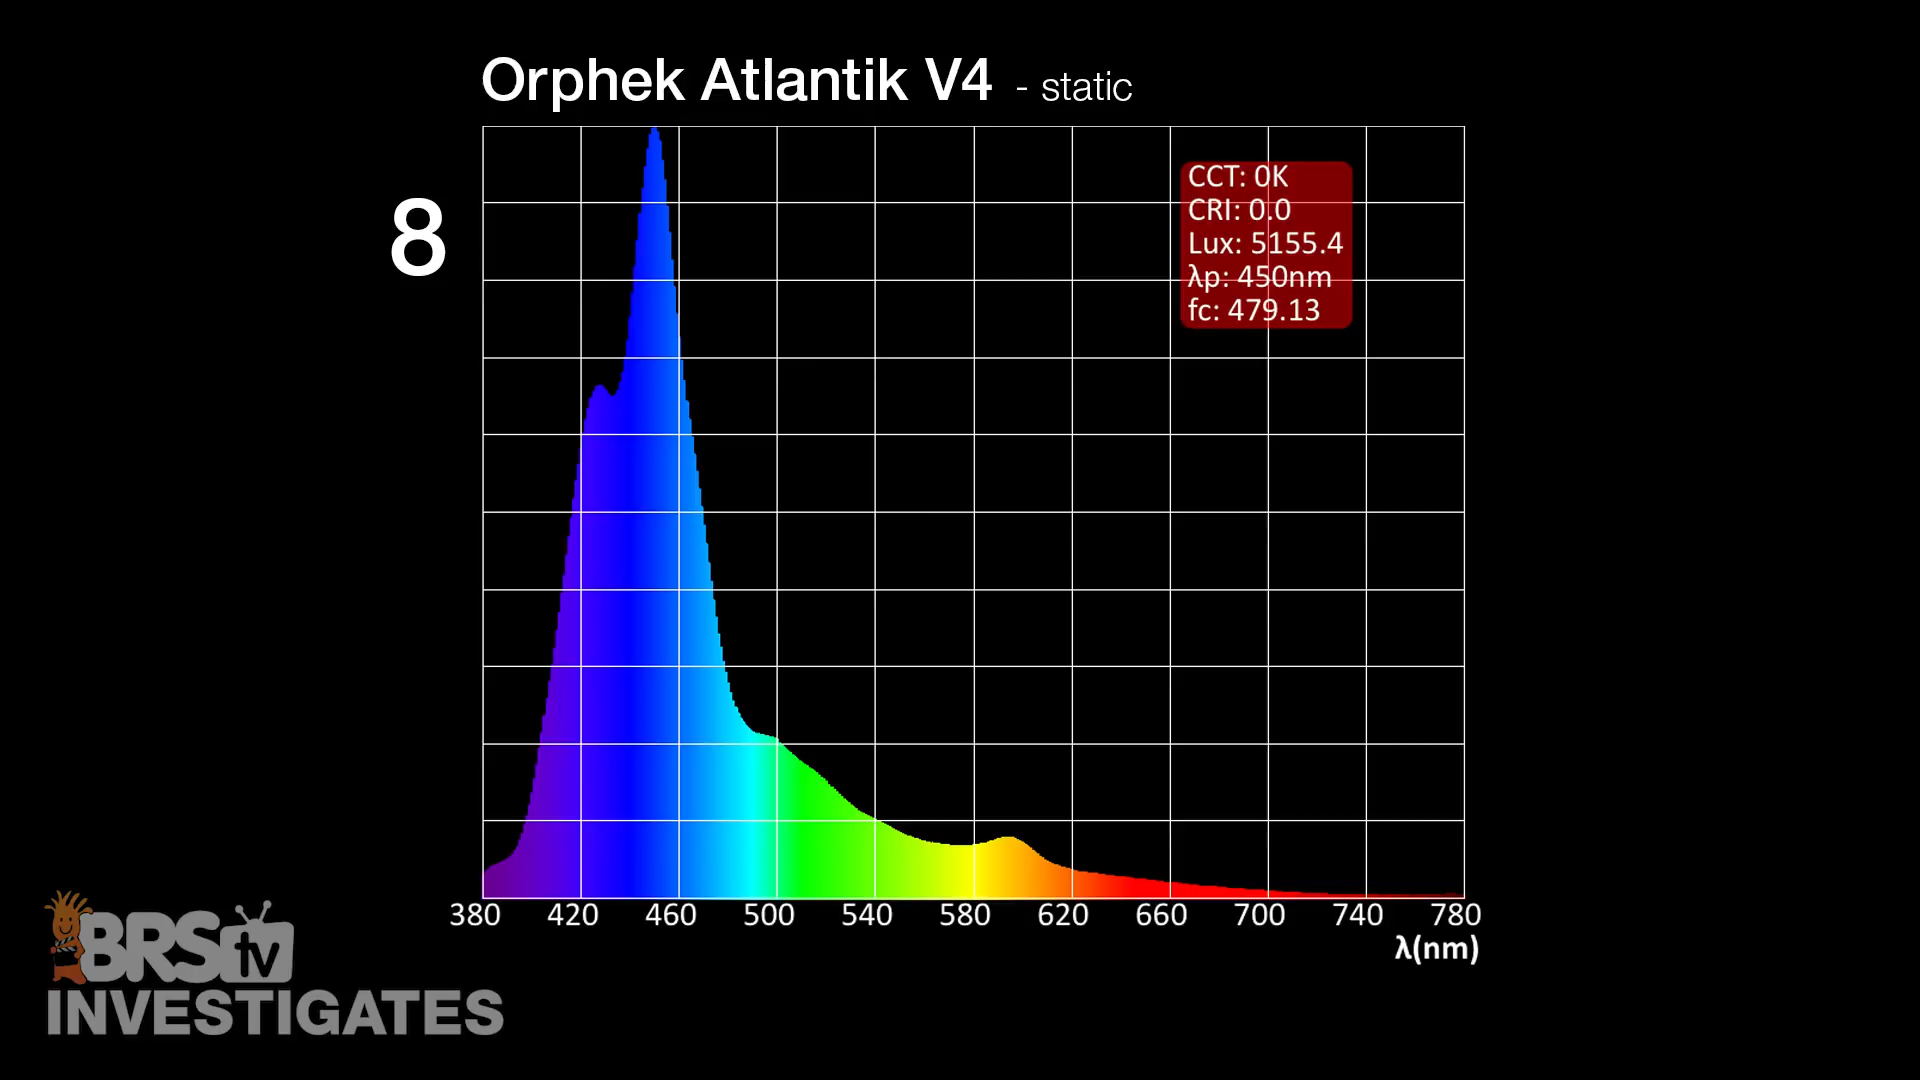 Orphek Atlantik V4 - static
8
CCT: 0K
CRI: 0.0
Lux: 5155.4
λp: 450nm
fc: 479.13
380 420 460 500 540 580 620 660 700 740 780
λ(nm)
BRStv
INVESTIGATES